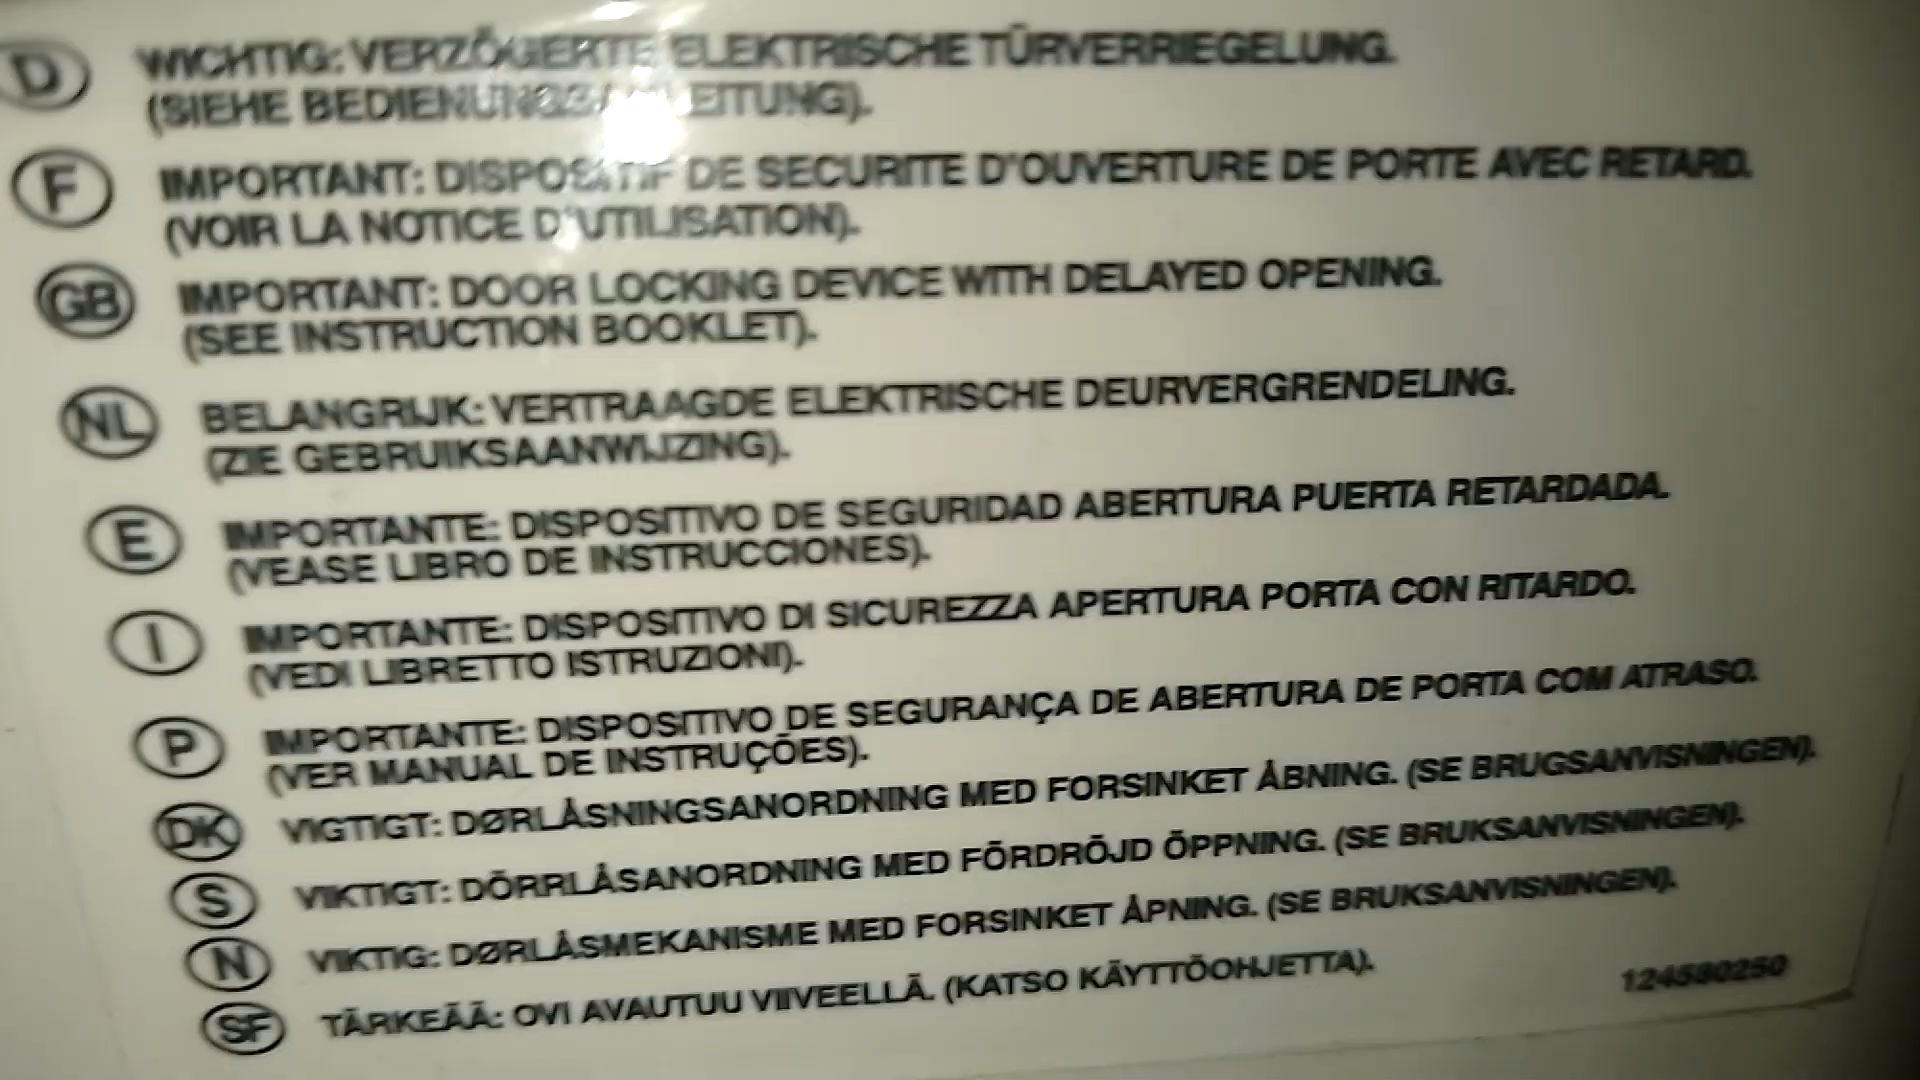 D WICHTIG: VERZÖGERTE ELEKTRISCHE TÜRVERRIEGELUNG.
(SIEHE BEDIENUNGSANLEITUNG).
F IMPORTANT: DISPOSITIF DE SECURITE D'OUVERTURE DE PORTE AVEC RETARD.
(VOIR LA NOTICE D'UTILISATION).
GB IMPORTANT: DOOR LOCKING DEVICE WITH DELAYED OPENING.
(SEE INSTRUCTION BOOKLET).
NL BELANGRIJK: VERTRAAGDE ELEKTRISCHE DEURVERGRENDELING.
(ZIE GEBRUIKSAANWIJZING).
E IMPORTANTE: DISPOSITIVO DE SEGURIDAD ABERTURA PUERTA RETARDADA.
(VEASE LIBRO DE INSTRUCCIONES).
I IMPORTANTE: DISPOSITIVO DI SICUREZZA APERTURA PORTA CON RITARDO.
(VEDI LIBRETTO ISTRUZIONI).
P IMPORTANTE: DISPOSITIVO DE SEGURANÇA DE ABERTURA DE PORTA COM ATRASO.
(VER MANUAL DE INSTRUÇÕES).
DK VIGTIGT: DØRLÅSNINGSANORDNING MED FORSINKET ÅBNING. (SE BRUGSANVISNINGEN).
S VIKTIGT: DÖRRLÅSANORDNING MED FÖRDRÖJD ÖPPNING. (SE BRUKSANVISNINGEN).
N VIKTIG: DØRLÅSMEKANISME MED FORSINKET ÅPNING. (SE BRUKSANVISNINGEN).
SF TÄRKEÄÄ: OVI AVAUTUU VIIVEELLÄ. (KATSO KÄYTTÖOHJETTA).
124580250